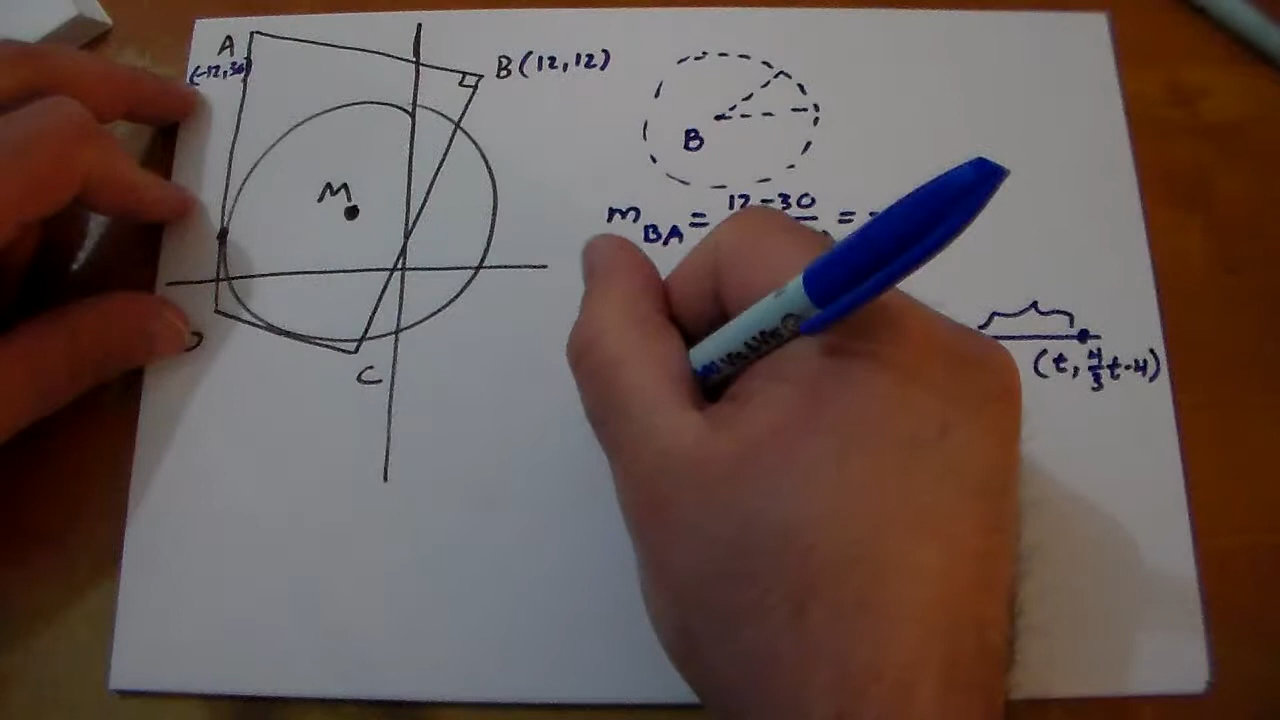 A
(-12,30)
B (12,12)
M
C
B
m BA = 12-30 =
(t, 4/3 t-4)